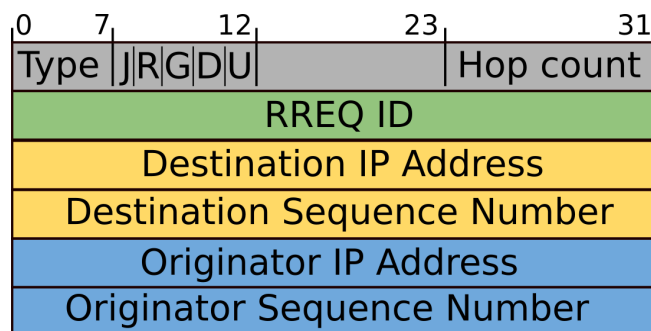 0 7 12 23 31
Type J R G D U Hop count
RREQ ID
Destination IP Address
Destination Sequence Number
Originator IP Address
Originator Sequence Number